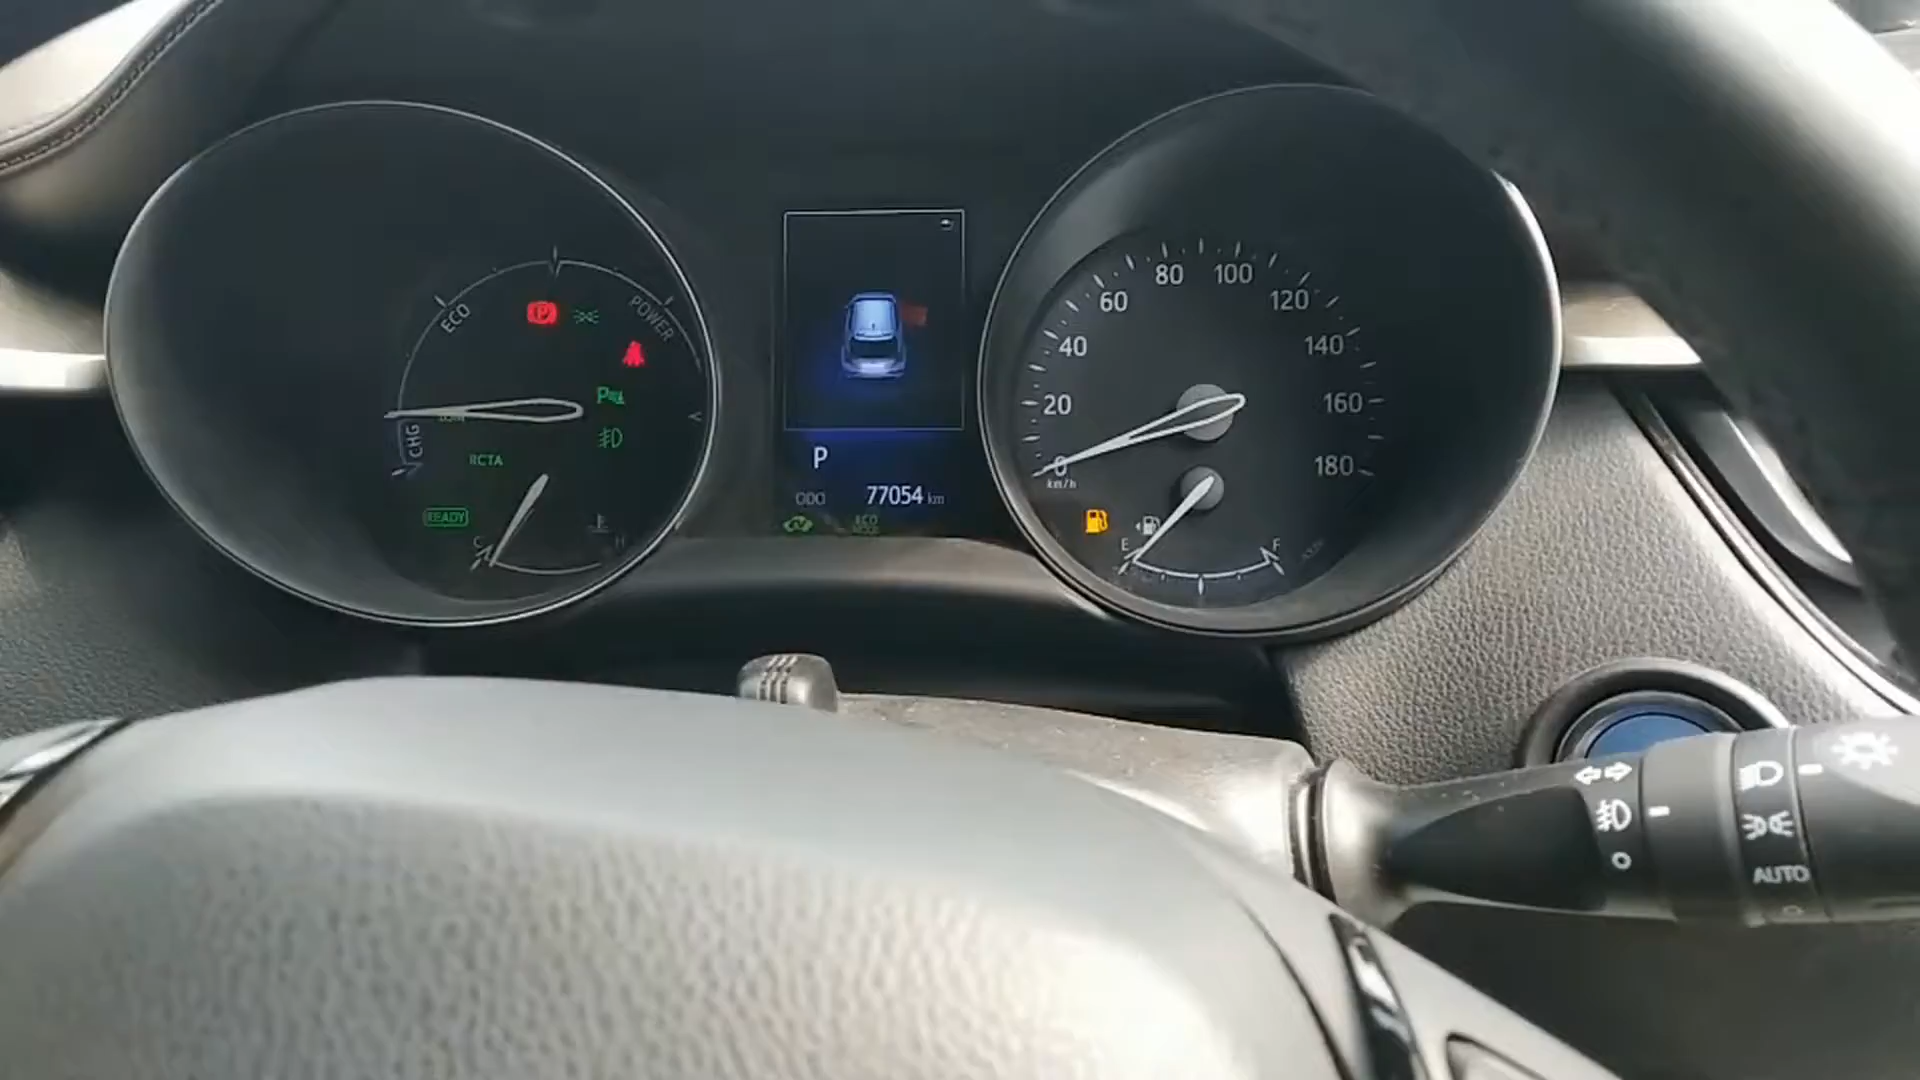 ECO
POWER
CHG
RCTA
READY
C
H
P
ODO 77054 km
ECO MODE
0
20
40
60
80
100
120
140
160
180
km/h
E
F
AUTO